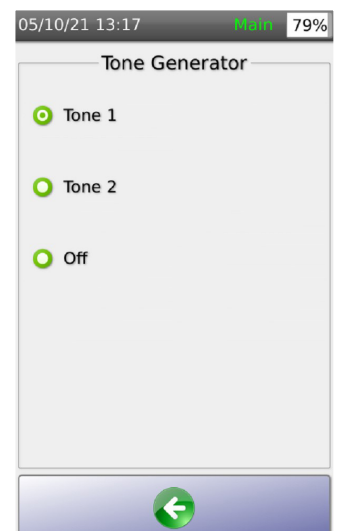 05/10/21 13:17 Main 79%
Tone Generator
Tone 1
Tone 2
Off